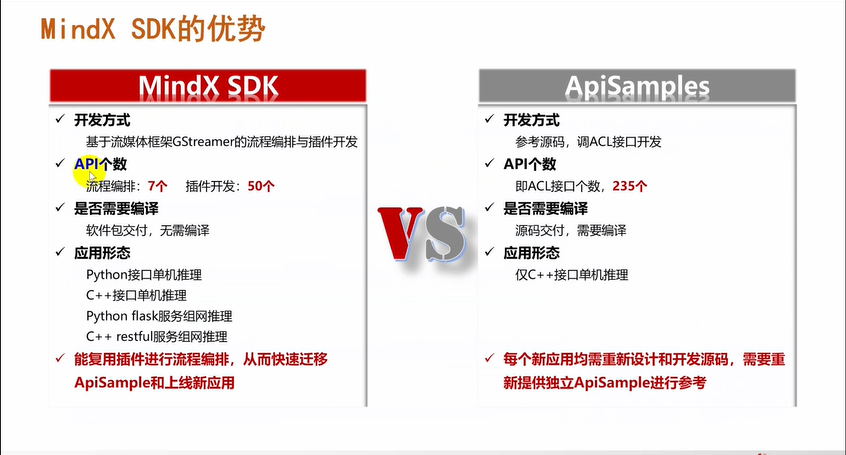 MindX SDK的优势
MindX SDK
✓ 开发方式
基于流媒体框架GStreamer的流程编排与插件开发
✓ API个数
流程编排：7个 插件开发：50个
✓ 是否需要编译
软件包交付，无需编译
✓ 应用形态
Python接口单机推理
C++接口单机推理
Python flask服务组网推理
C++ restful服务组网推理
✓ 能复用插件进行流程编排，从而快速迁移
ApiSample和上线新应用
VS
ApiSamples
✓ 开发方式
参考源码，调ACL接口开发
✓ API个数
即ACL接口个数，235个
✓ 是否需要编译
源码交付，需要编译
✓ 应用形态
仅C++接口单机推理
✓ 每个新应用均需重新设计和开发源码，需要重
新提供独立ApiSample进行参考